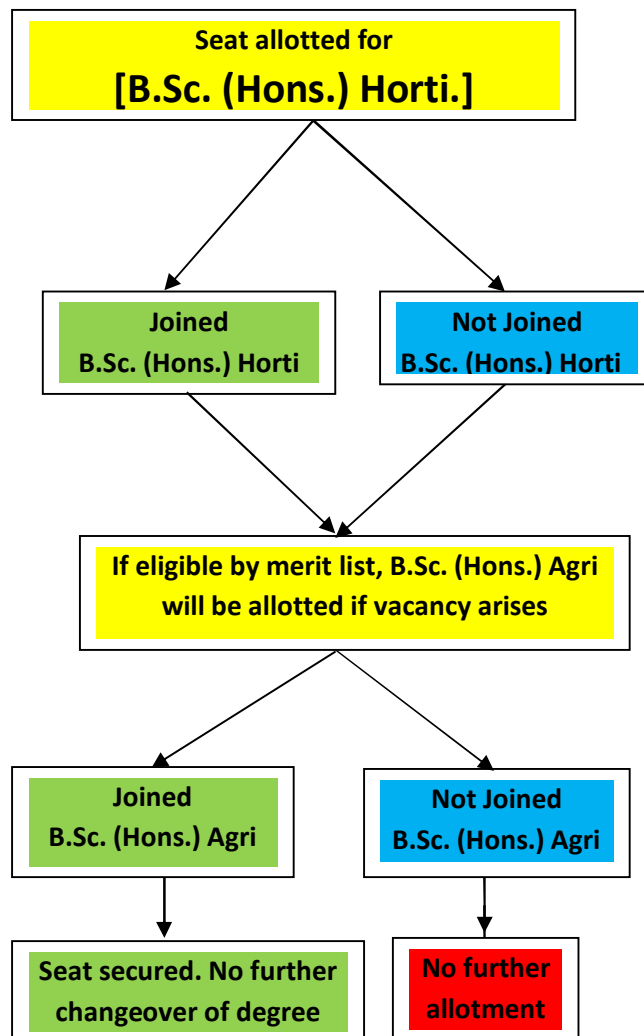 Seat allotted for
[B.Sc. (Hons.) Horti.]
Joined
B.Sc. (Hons.) Horti
Not Joined
B.Sc. (Hons.) Horti
If eligible by merit list, B.Sc. (Hons.) Agri
will be allotted if vacancy arises
Joined
B.Sc. (Hons.) Agri
Not Joined
B.Sc. (Hons.) Agri
Seat secured. No further
changeover of degree
No further
allotment